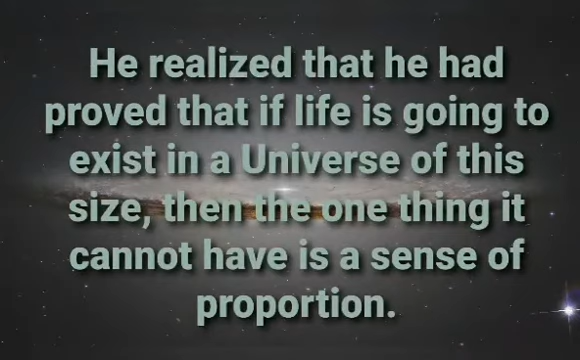 He realized that he had
proved that if life is going to
exist in a Universe of this
size, then the one thing it
cannot have is a sense of
proportion.